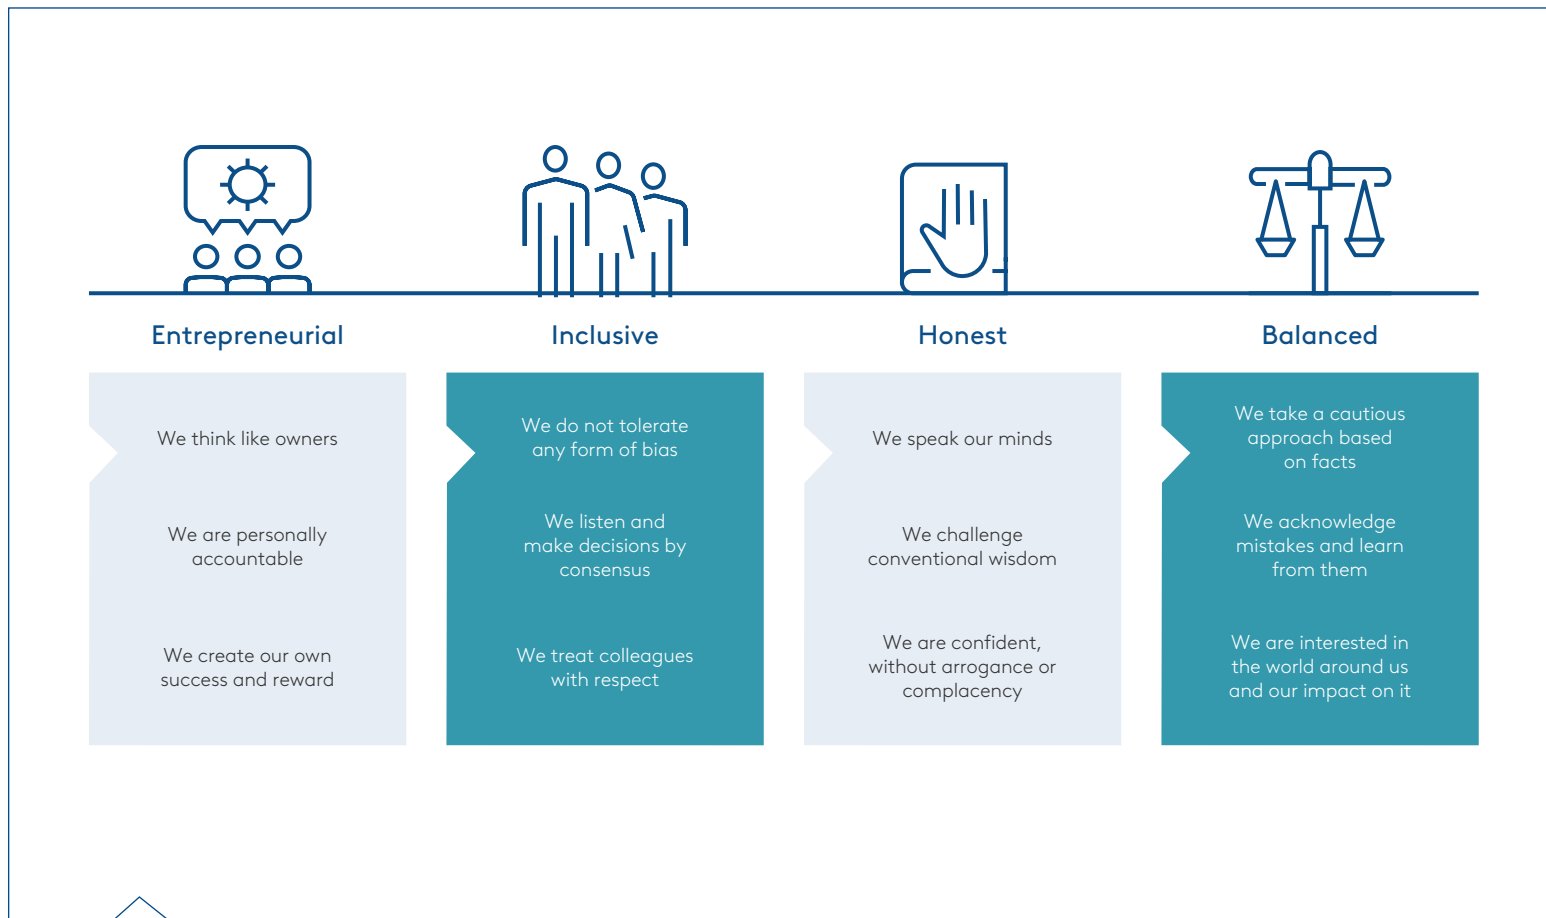 Entrepreneurial
We think like owners
We are personally
accountable
We create our own
success and reward
Inclusive
We do not tolerate
any form of bias
We listen and
make decisions by
consensus
We treat colleagues
with respect
Honest
We speak our minds
We challenge
conventional wisdom
We are confident,
without arrogance or
complacency
Balanced
We take a cautious
approach based
on facts
We acknowledge
mistakes and learn
from them
We are interested in
the world around us
and our impact on it